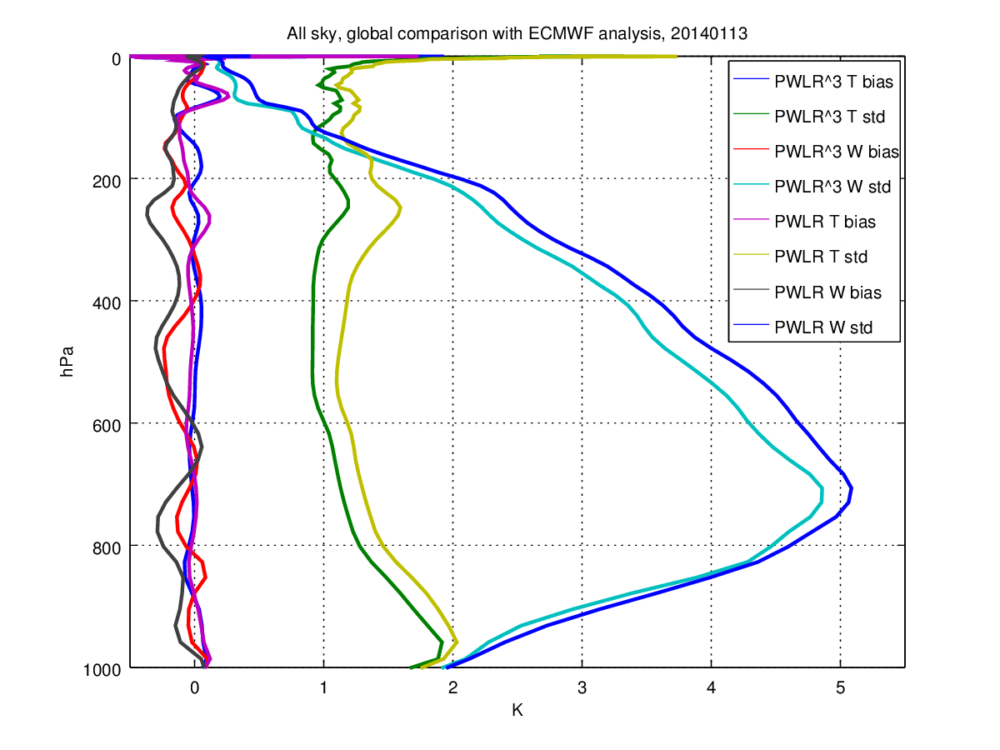 All sky, global comparison with ECMWF analysis, 20140113
0
200
400
600
800
1000
hPa
PWLR^3 T bias
PWLR^3 T std
PWLR^3 W bias
PWLR^3 W std
PWLR T bias
PWLR T std
PWLR W bias
PWLR W std
0 1 2 3 4 5
K